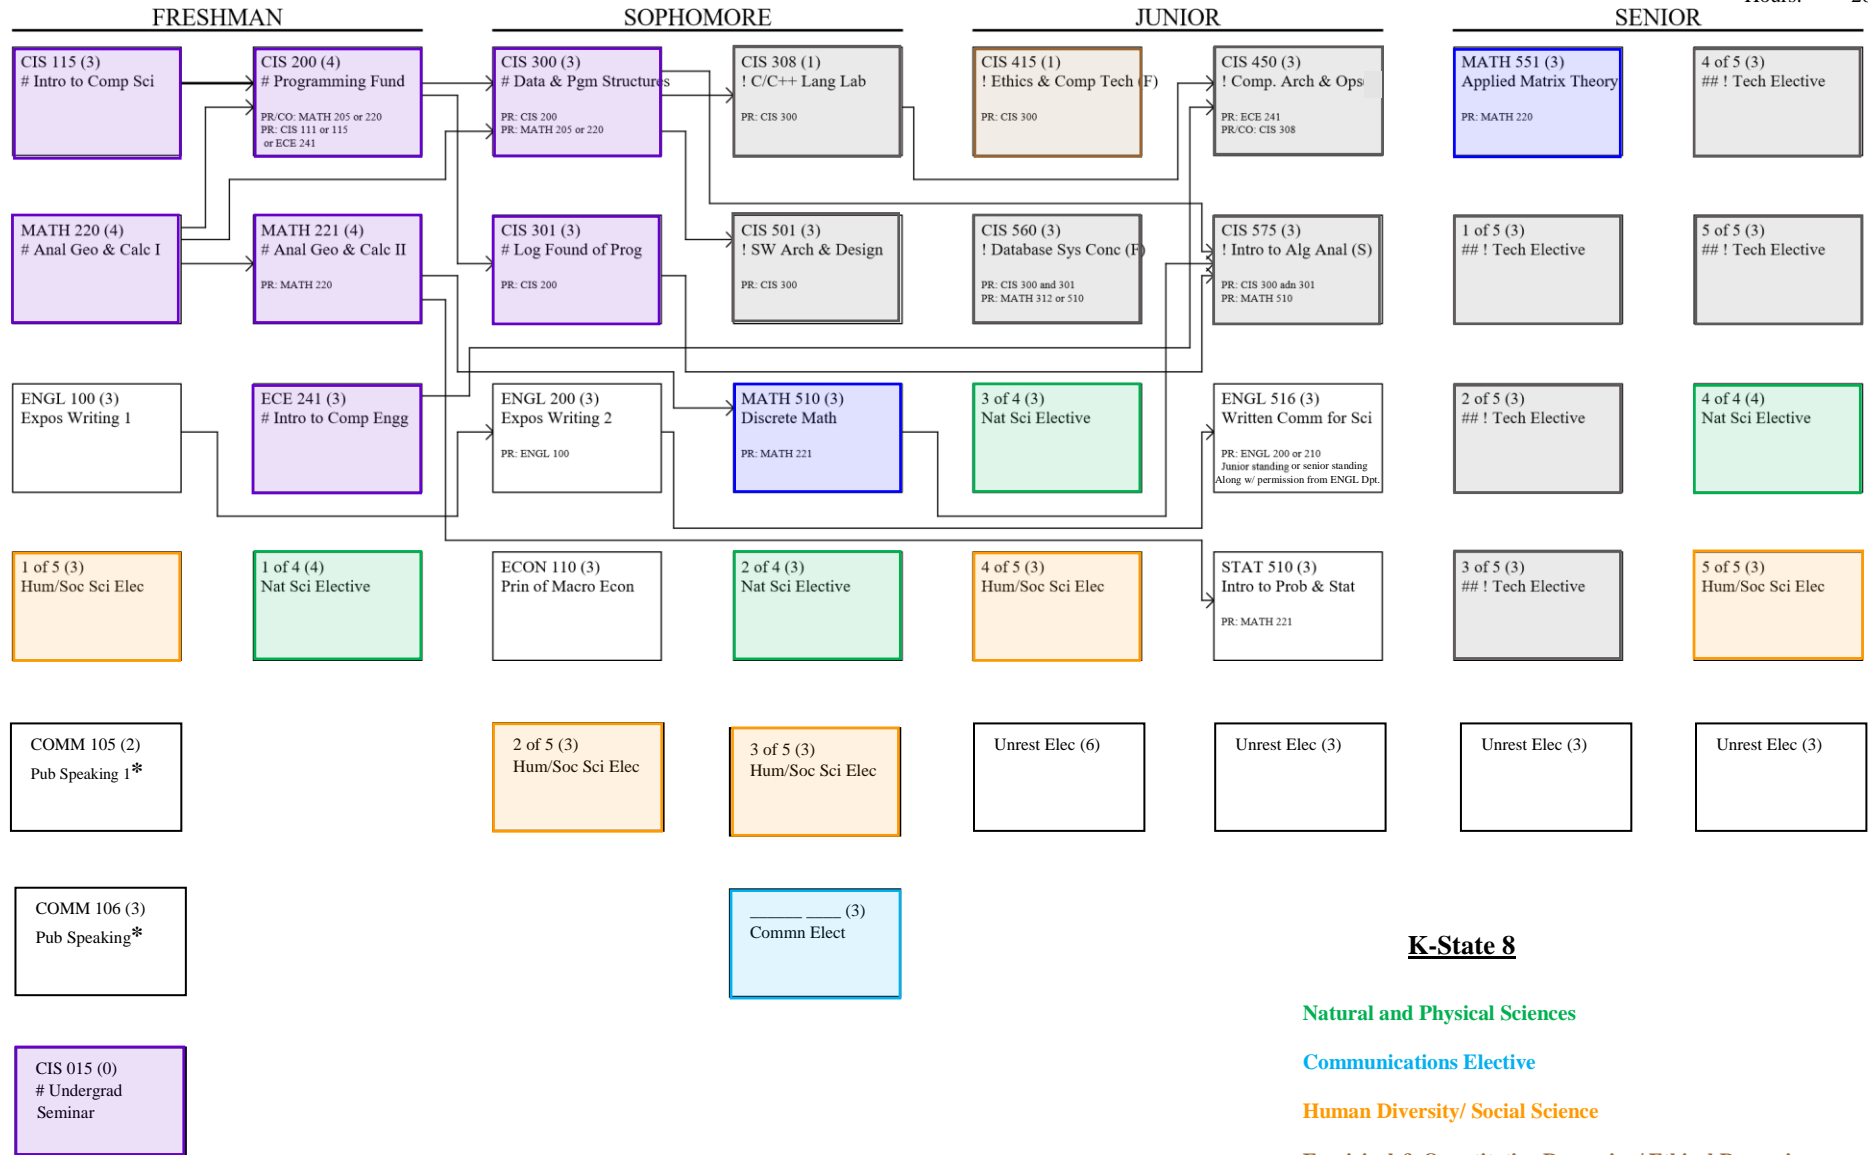 Hours:
FRESHMAN
SOPHOMORE
JUNIOR
SENIOR
CIS 115 (3)
# Intro to Comp Sci
CIS 200 (4)
# Programming Fund
PR/CO: MATH 205 or 220
PR: CIS 111 or 115
or ECE 241
CIS 300 (3)
# Data & Pgm Structures
PR: CIS 200
PR: MATH 205 or 220
CIS 308 (1)
! C/C++ Lang Lab
PR: CIS 300
CIS 415 (1)
! Ethics & Comp Tech (F)
PR: CIS 300
CIS 450 (3)
! Comp. Arch & Ops
PR: ECE 241
PR/CO: CIS 308
MATH 551 (3)
Applied Matrix Theory
PR: MATH 220
4 of 5 (3)
## ! Tech Elective
MATH 220 (4)
# Anal Geo & Calc I
MATH 221 (4)
# Anal Geo & Calc II
PR: MATH 220
CIS 301 (3)
# Log Found of Prog
PR: CIS 200
CIS 501 (3)
! SW Arch & Design
PR: CIS 300
CIS 560 (3)
! Database Sys Conc (F)
PR: CIS 300 and 301
PR: MATH 312 or 510
CIS 575 (3)
! Intro to Alg Anal (S)
PR: CIS 300 adn 301
PR: MATH 510
1 of 5 (3)
## ! Tech Elective
5 of 5 (3)
## ! Tech Elective
ENGL 100 (3)
Expos Writing 1
ECE 241 (3)
# Intro to Comp Engg
ENGL 200 (3)
Expos Writing 2
PR: ENGL 100
MATH 510 (3)
Discrete Math
PR: MATH 221
3 of 4 (3)
Nat Sci Elective
ENGL 516 (3)
Written Comm for Sci
PR: ENGL 200 or 210
Junior standing or senior standing
Along w/ permission from ENGL Dpt.
2 of 5 (3)
## ! Tech Elective
4 of 4 (4)
Nat Sci Elective
1 of 5 (3)
Hum/Soc Sci Elec
1 of 4 (4)
Nat Sci Elective
ECON 110 (3)
Prin of Macro Econ
2 of 4 (3)
Nat Sci Elective
4 of 5 (3)
Hum/Soc Sci Elec
STAT 510 (3)
Intro to Prob & Stat
PR: MATH 221
3 of 5 (3)
## ! Tech Elective
5 of 5 (3)
Hum/Soc Sci Elec
COMM 105 (2)
Pub Speaking 1*
2 of 5 (3)
Hum/Soc Sci Elec
3 of 5 (3)
Hum/Soc Sci Elec
Unrest Elec (6)
Unrest Elec (3)
Unrest Elec (3)
Unrest Elec (3)
COMM 106 (3)
Pub Speaking*
______ ____ (3)
Commn Elect
CIS 015 (0)
# Undergrad
Seminar
K-State 8
Natural and Physical Sciences
Communications Elective
Human Diversity/ Social Science